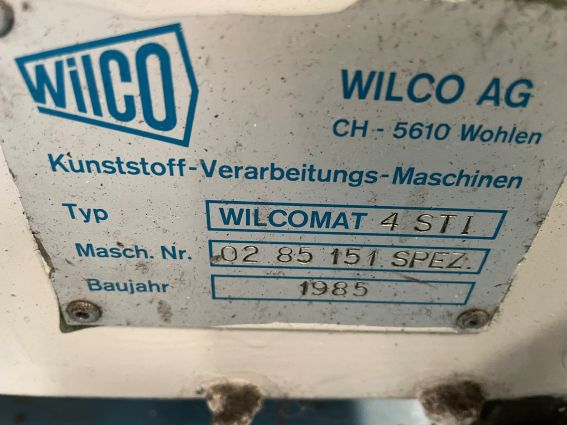 WilCO
WILCO AG
CH - 5610 Wohlen
Kunststoff-Verarbeitungs-Maschinen
Typ WILCOMAT 4 STI
Masch. Nr. 02 85 151 SPEZ.
Baujahr 1985